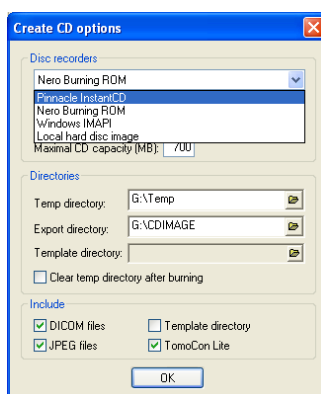 Create CD options
Disc recorders
Nero Burning ROM
Pinnacle InstantCD
Nero Burning ROM
Windows IMAPI
Local hard disc image
Maximal CD capacity (MB): 700
Directories
Temp directory: G:\Temp
Export directory: G:\CDIMAGE
Template directory:
Clear temp directory after burning
Include
DICOM files Template directory
JPEG files TomoCon Lite
OK